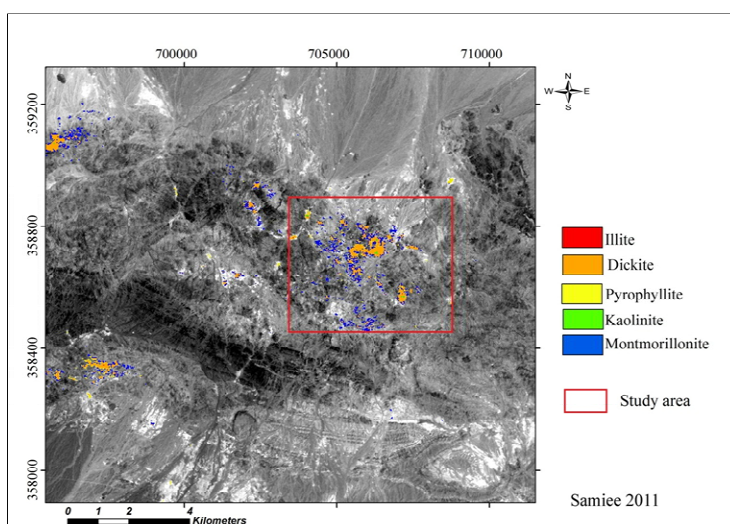 700000 705000 710000
N
W E
S
359200
358800
358400
358000
Illite
Dickite
Pyrophyllite
Kaolinite
Montmorillonite
Study area
Samiee 2011
0 1 2 4
Kilometers